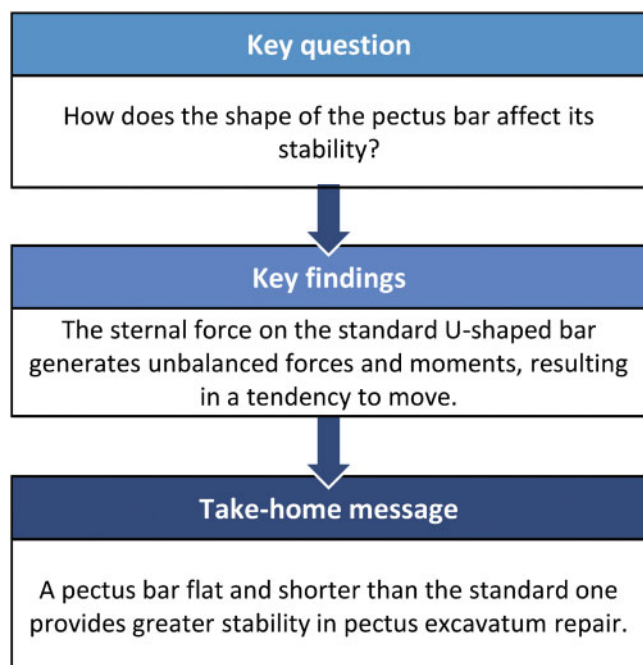 Key question
How does the shape of the pectus bar affect its
stability?
Key findings
The sternal force on the standard U-shaped bar
generates unbalanced forces and moments, resulting
in a tendency to move.
Take-home message
A pectus bar flat and shorter than the standard one
provides greater stability in pectus excavatum repair.